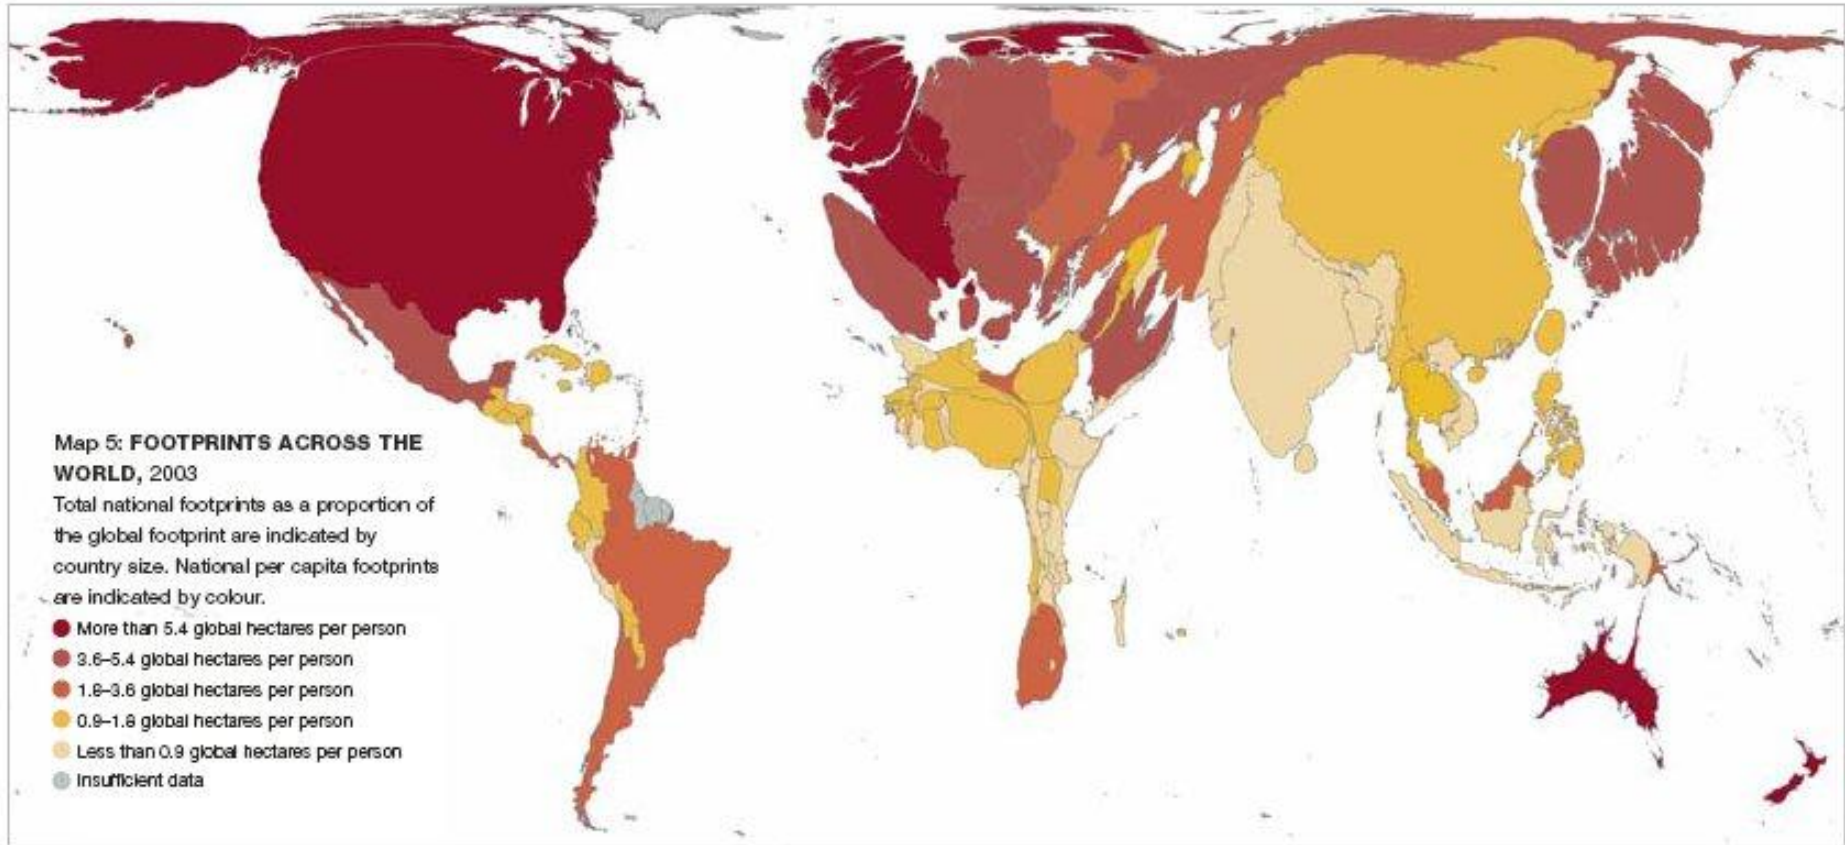 Map 5: FOOTPRINTS ACROSS THE
WORLD, 2003
Total national footprints as a proportion of
the global footprint are indicated by
country size. National per capita footprints
are indicated by colour.
More than 5.4 global hectares per person
3.6–5.4 global hectares per person
1.8–3.6 global hectares per person
0.9–1.8 global hectares per person
Less than 0.9 global hectares per person
Insufficient data